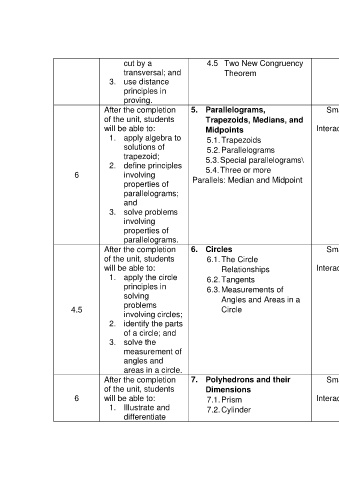 cut by a
transversal; and
3. use distance
principles in
proving.
4.5 Two New Congruency
Theorem
6
After the completion
of the unit, students
will be able to:
1. apply algebra to
solutions of
trapezoid;
2. define principles
involving
properties of
parallelograms;
and
3. solve problems
involving
properties of
parallelograms.
5. Parallelograms,
Trapezoids, Medians, and
Midpoints
5.1. Trapezoids
5.2. Parallelograms
5.3. Special parallelograms\
5.4. Three or more
Parallels: Median and Midpoint
Sma
Interac
4.5
After the completion
of the unit, students
will be able to:
1. apply the circle
principles in
solving
problems
involving circles;
2. identify the parts
of a circle; and
3. solve the
measurement of
angles and
areas in a circle.
6. Circles
6.1. The Circle
Relationships
6.2. Tangents
6.3. Measurements of
Angles and Areas in a
Circle
Sma
Interac
6
After the completion
of the unit, students
will be able to:
1. Illustrate and
differentiate
7. Polyhedrons and their
Dimensions
7.1. Prism
7.2. Cylinder
Sma
Interac